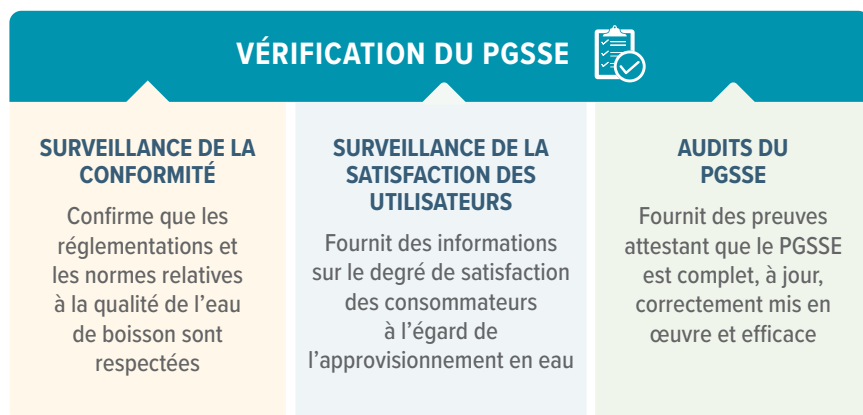 VÉRIFICATION DU PGSSE
SURVEILLANCE DE LA
CONFORMITÉ
Confirme que les
réglementations et
les normes relatives
à la qualité de l'eau
de boisson sont
respectées
SURVEILLANCE DE LA
SATISFACTION DES
UTILISATEURS
Fournit des informations
sur le degré de satisfaction
des consommateurs
à l'égard de
l'approvisionnement en eau
AUDITS DU
PGSSE
Fournit des preuves
attestant que le PGSSE
est complet, à jour,
correctement mis en
œuvre et efficace